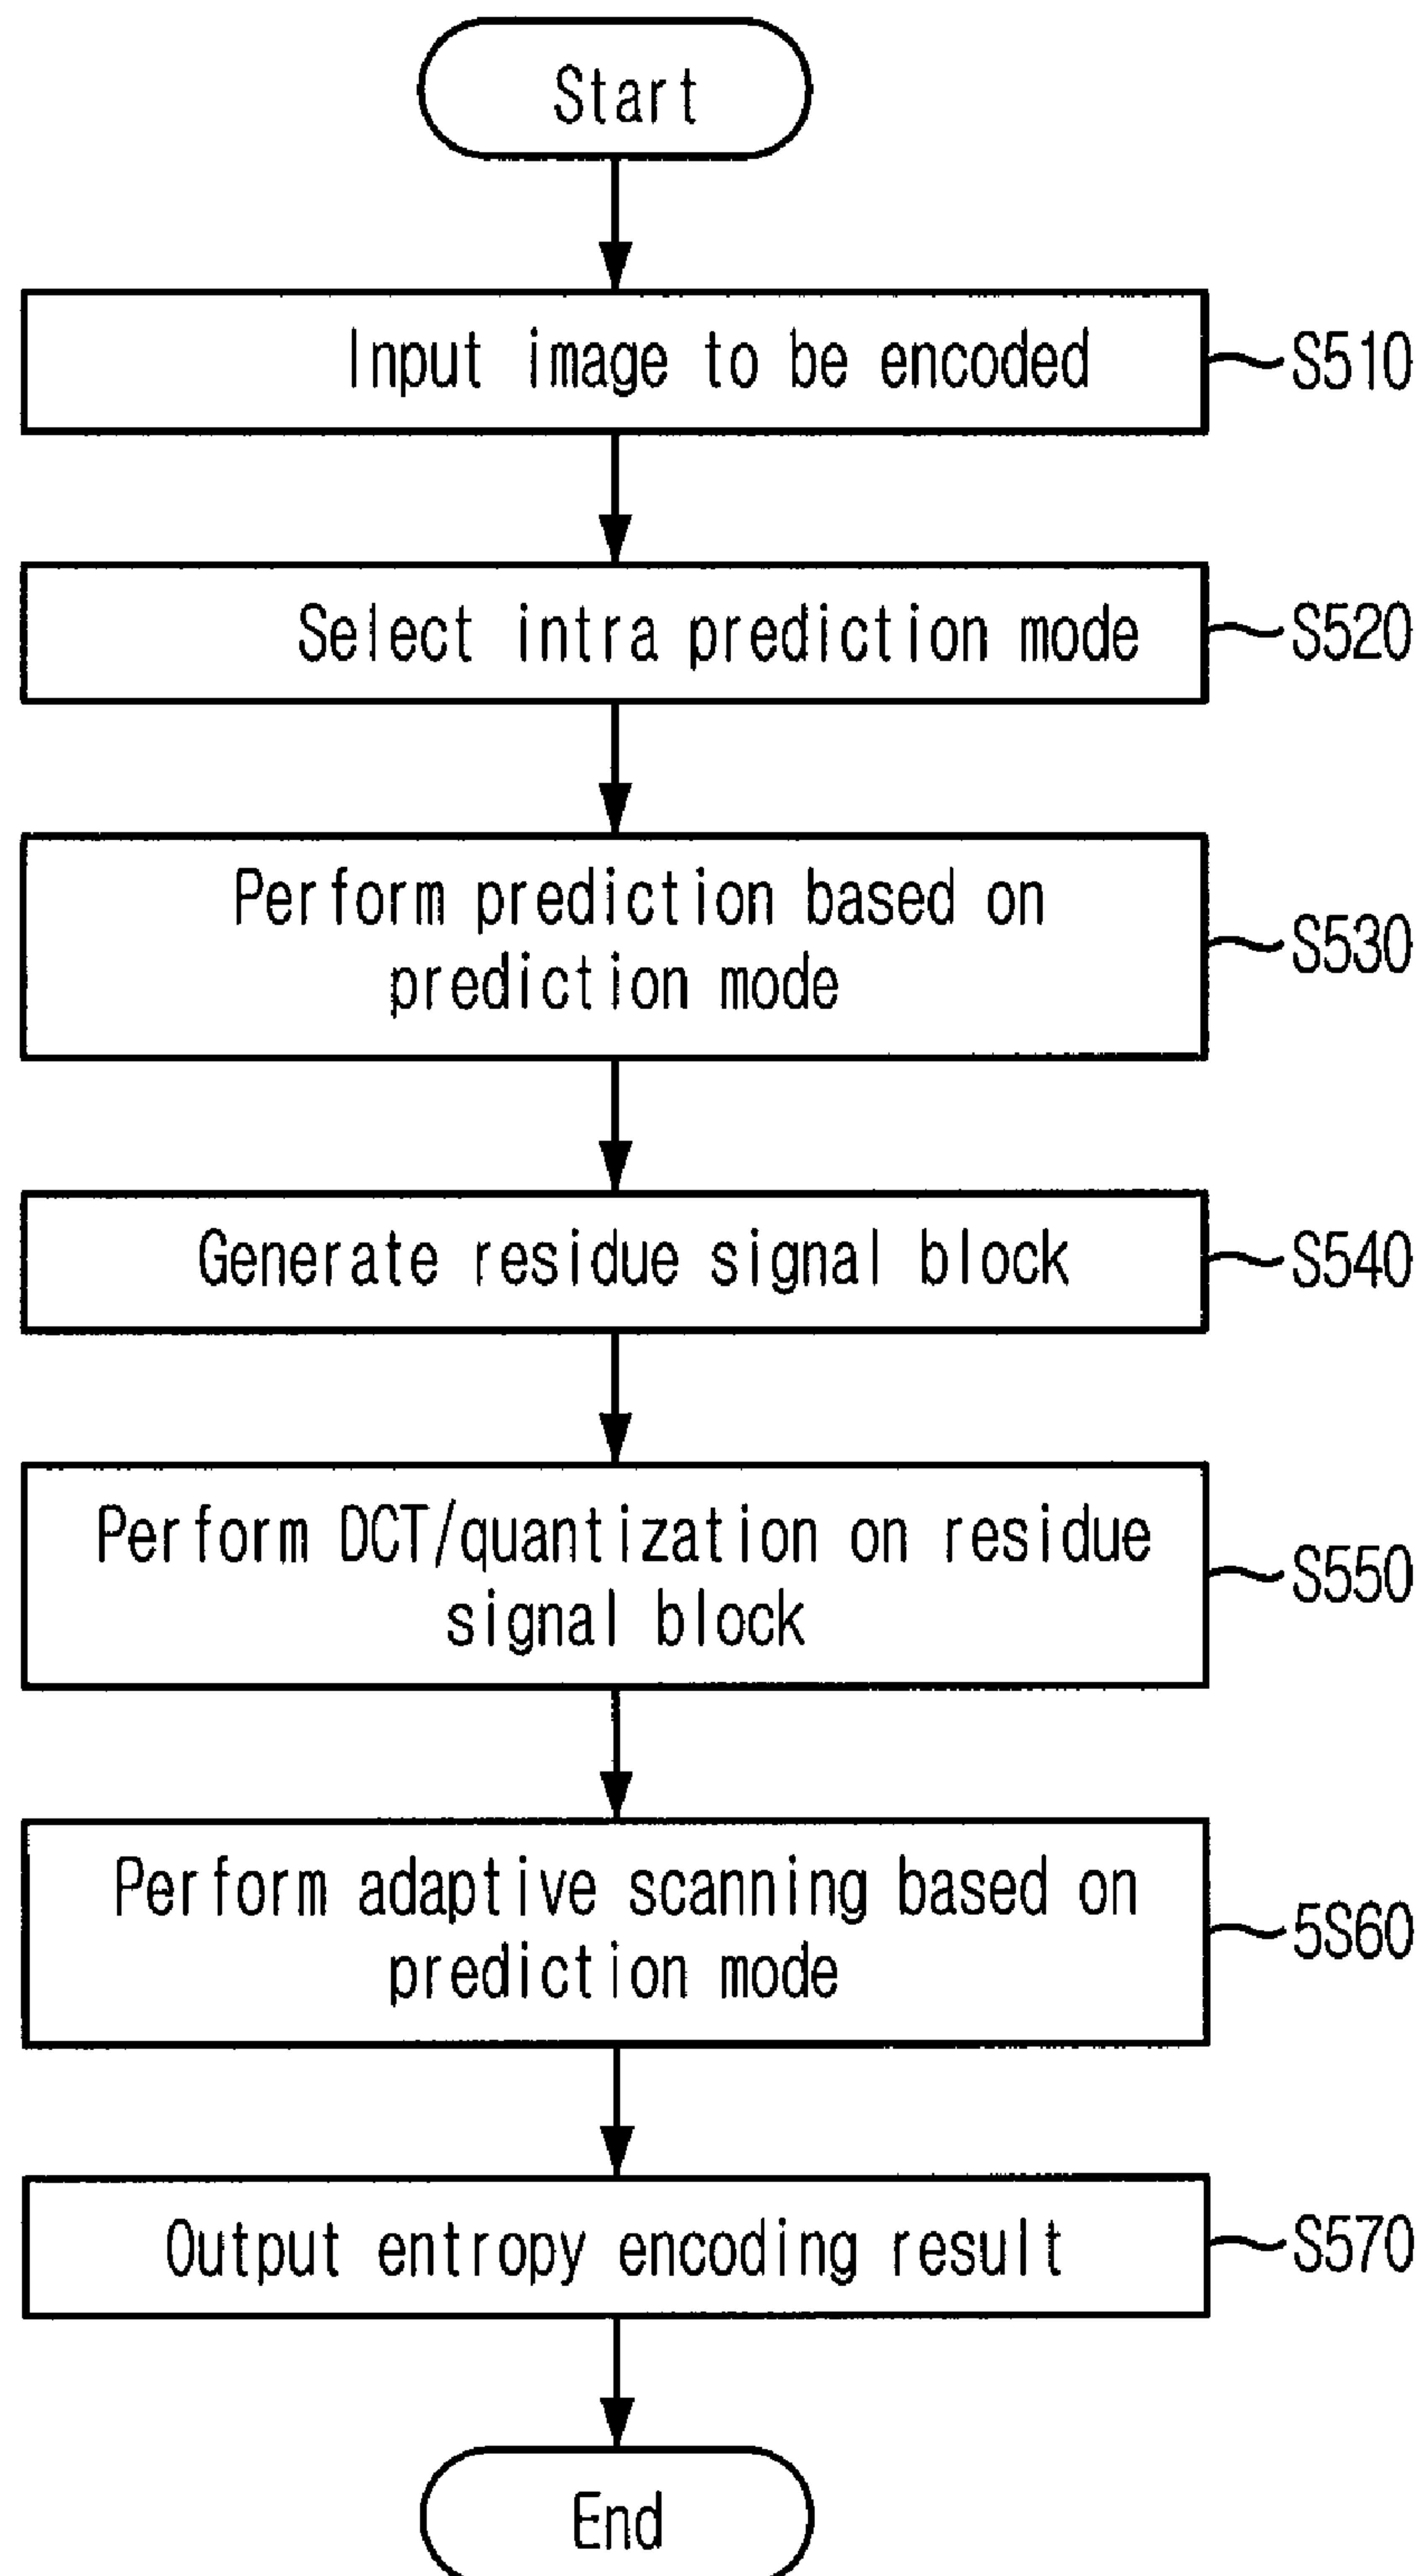 Start
Input image to be encoded
S510
Select intra prediction mode
S520
Perform prediction based on
prediction mode
S530
Generate residue signal block
S540
Perform DCT/quantization on residue
signal block
S550
Perform adaptive scanning based on
prediction mode
5S60
Output entropy encoding result
S570
End